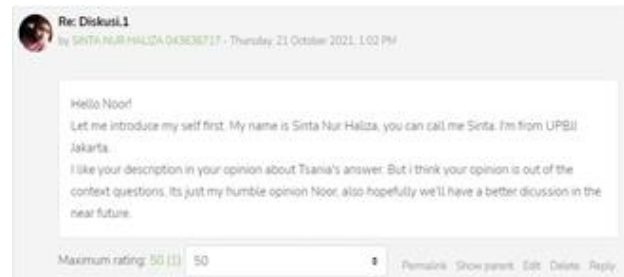 Re: Diskusi.1
by SINTA NUR HALIZA 043636717 - Thursday, 21 October 2021, 1:02 PM
Hello Noor!
Let me introduce my self first. My name is Sinta Nur Haliza, you can call me Sinta. I'm from UPBJJ
Jakarta.
I like your description in your opinion about Tsania's answer. But i think your opinion is out of the
context questions. Its just my humble opinion Noor, also hopefully we'll have a better dicussion in the
near future.
Maximum rating: 50 (1) 50
Permalink Show parent Edit Delete Reply